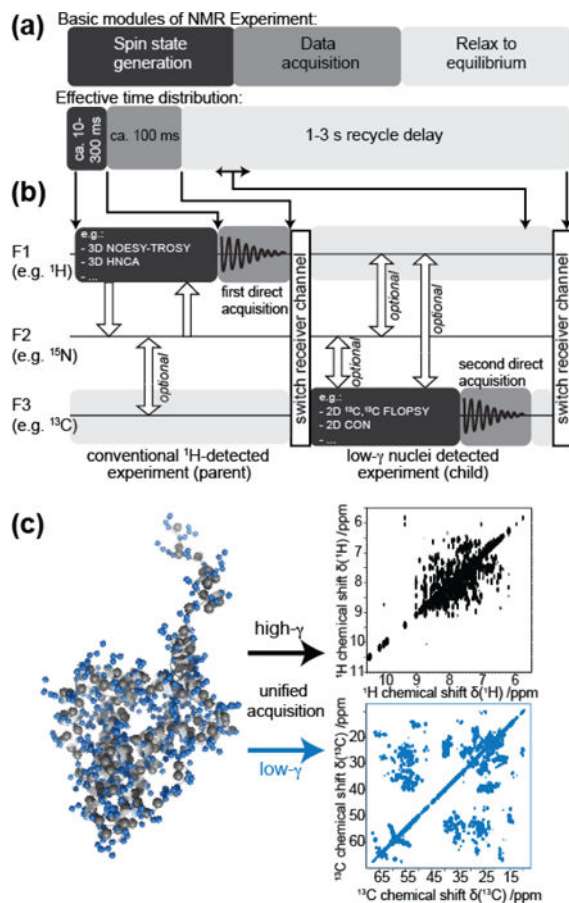 (a)
Basic modules of NMR Experiment:
Spin state
generation
Data
acquisition
Relax to
equilibrium
Effective time distribution:
ca. 10-
300 ms
ca. 100 ms
1-3 s recycle delay
(b)
F1
(e.g. ¹H)
e.g.:
- 3D NOESY-TROSY
- 3D HNCA
- ...
first direct
acquisition
optional
F2
(e.g. ¹⁵N)
optional
switch receiver channel
optional
optional
second direct
acquisition
switch receiver channel
F3
(e.g. ¹³C)
e.g.:
- 2D ¹³C,¹³C FLOPSY
- 2D CON
- ...
conventional ¹H-detected
experiment (parent)
low-γ nuclei detected
experiment (child)
(c)
high-γ
unified
acquisition
low-γ
¹H chemical shift δ(¹H) /ppm
6
7
8
9
10
11
10 9 8 7 6
¹H chemical shift δ(¹H) /ppm
¹³C chemical shift δ(¹³C) /ppm
20
30
40
50
60
65 55 45 35 25 15
¹³C chemical shift δ(¹³C) /ppm